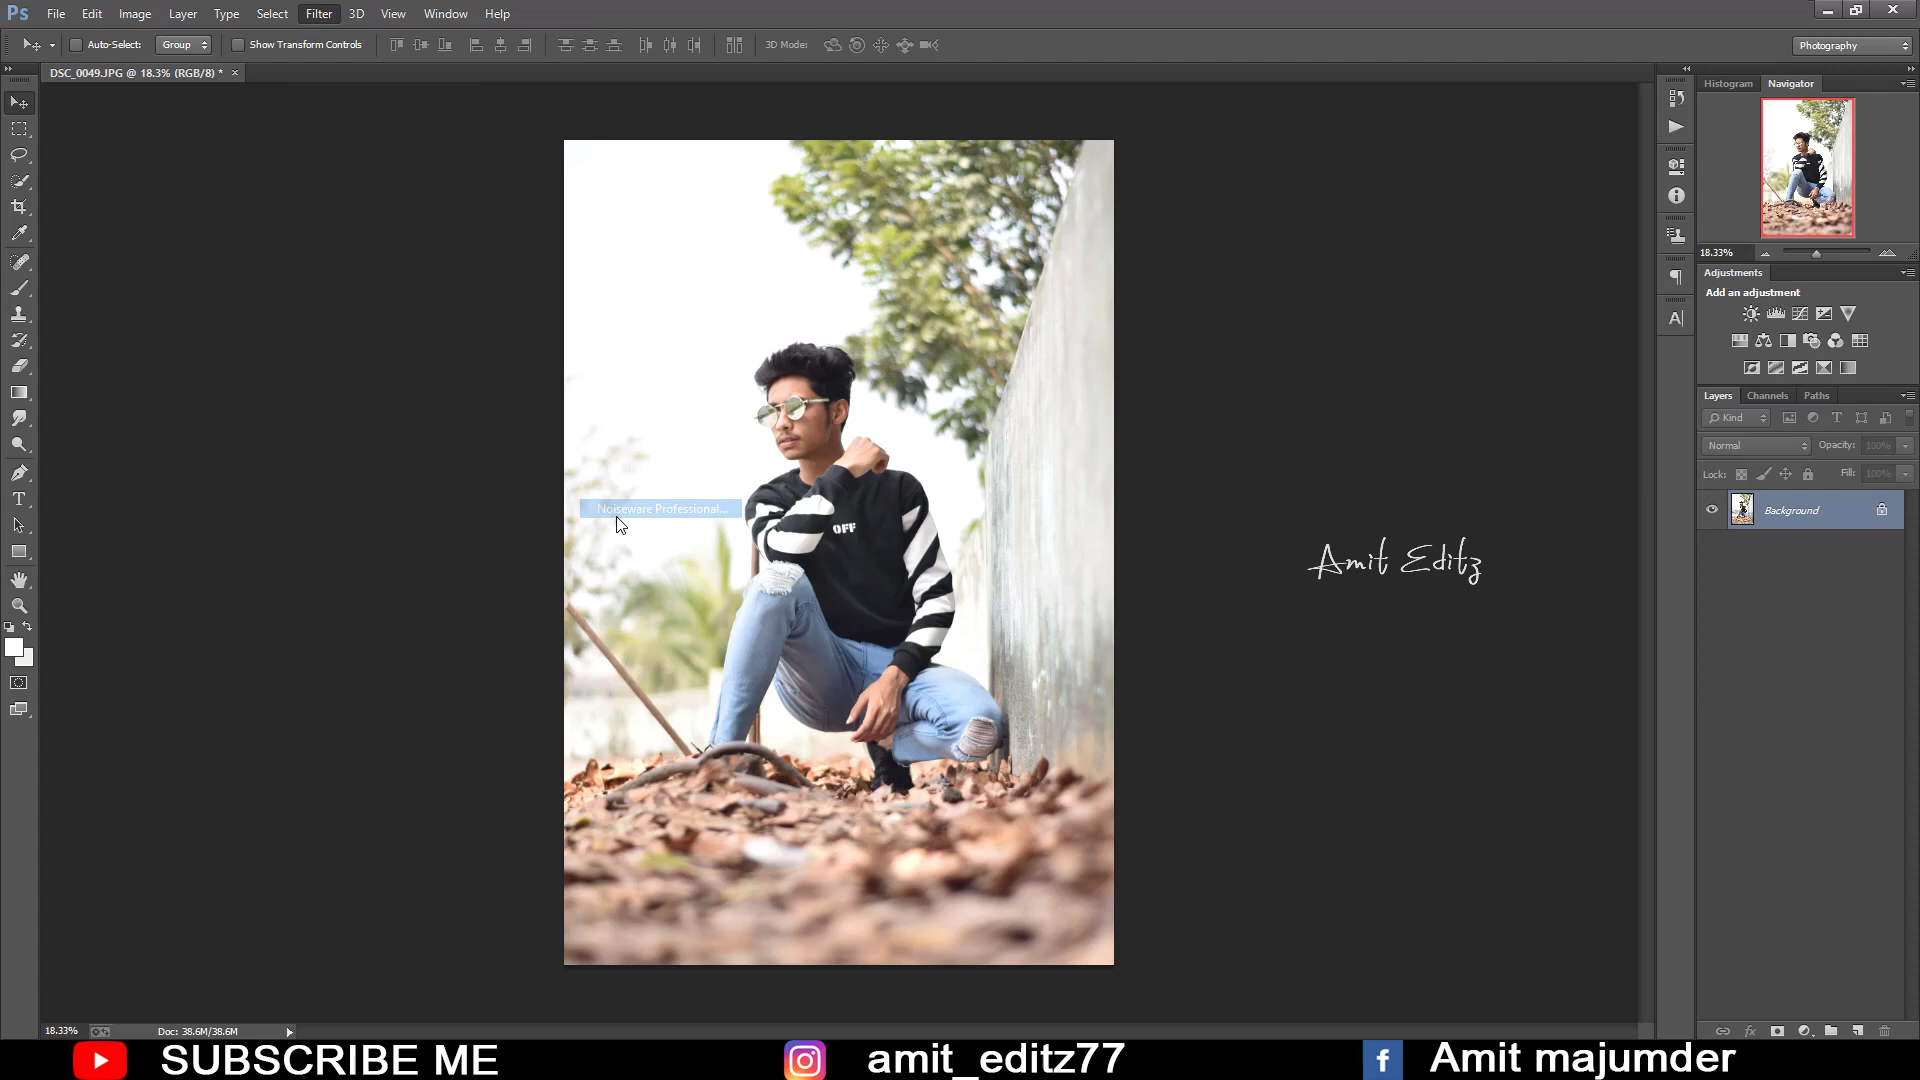 Ps File Edit Image Layer Type Select Filter 3D View Window Help
Auto-Select: Group Show Transform Controls 3D Mode: Photography
DSC_0049.JPG @ 18.3% (RGB/8) * ×
Histogram Navigator
18.33%
Adjustments
Add an adjustment
Layers Channels Paths
Kind
Normal Opacity: 100%
Lock: Fill: 100%
Background
Noiseware Professional...
OFF
Amit Editz
18.33% Doc: 38.6M/38.6M
SUBSCRIBE ME amit_editz77 f Amit majumder